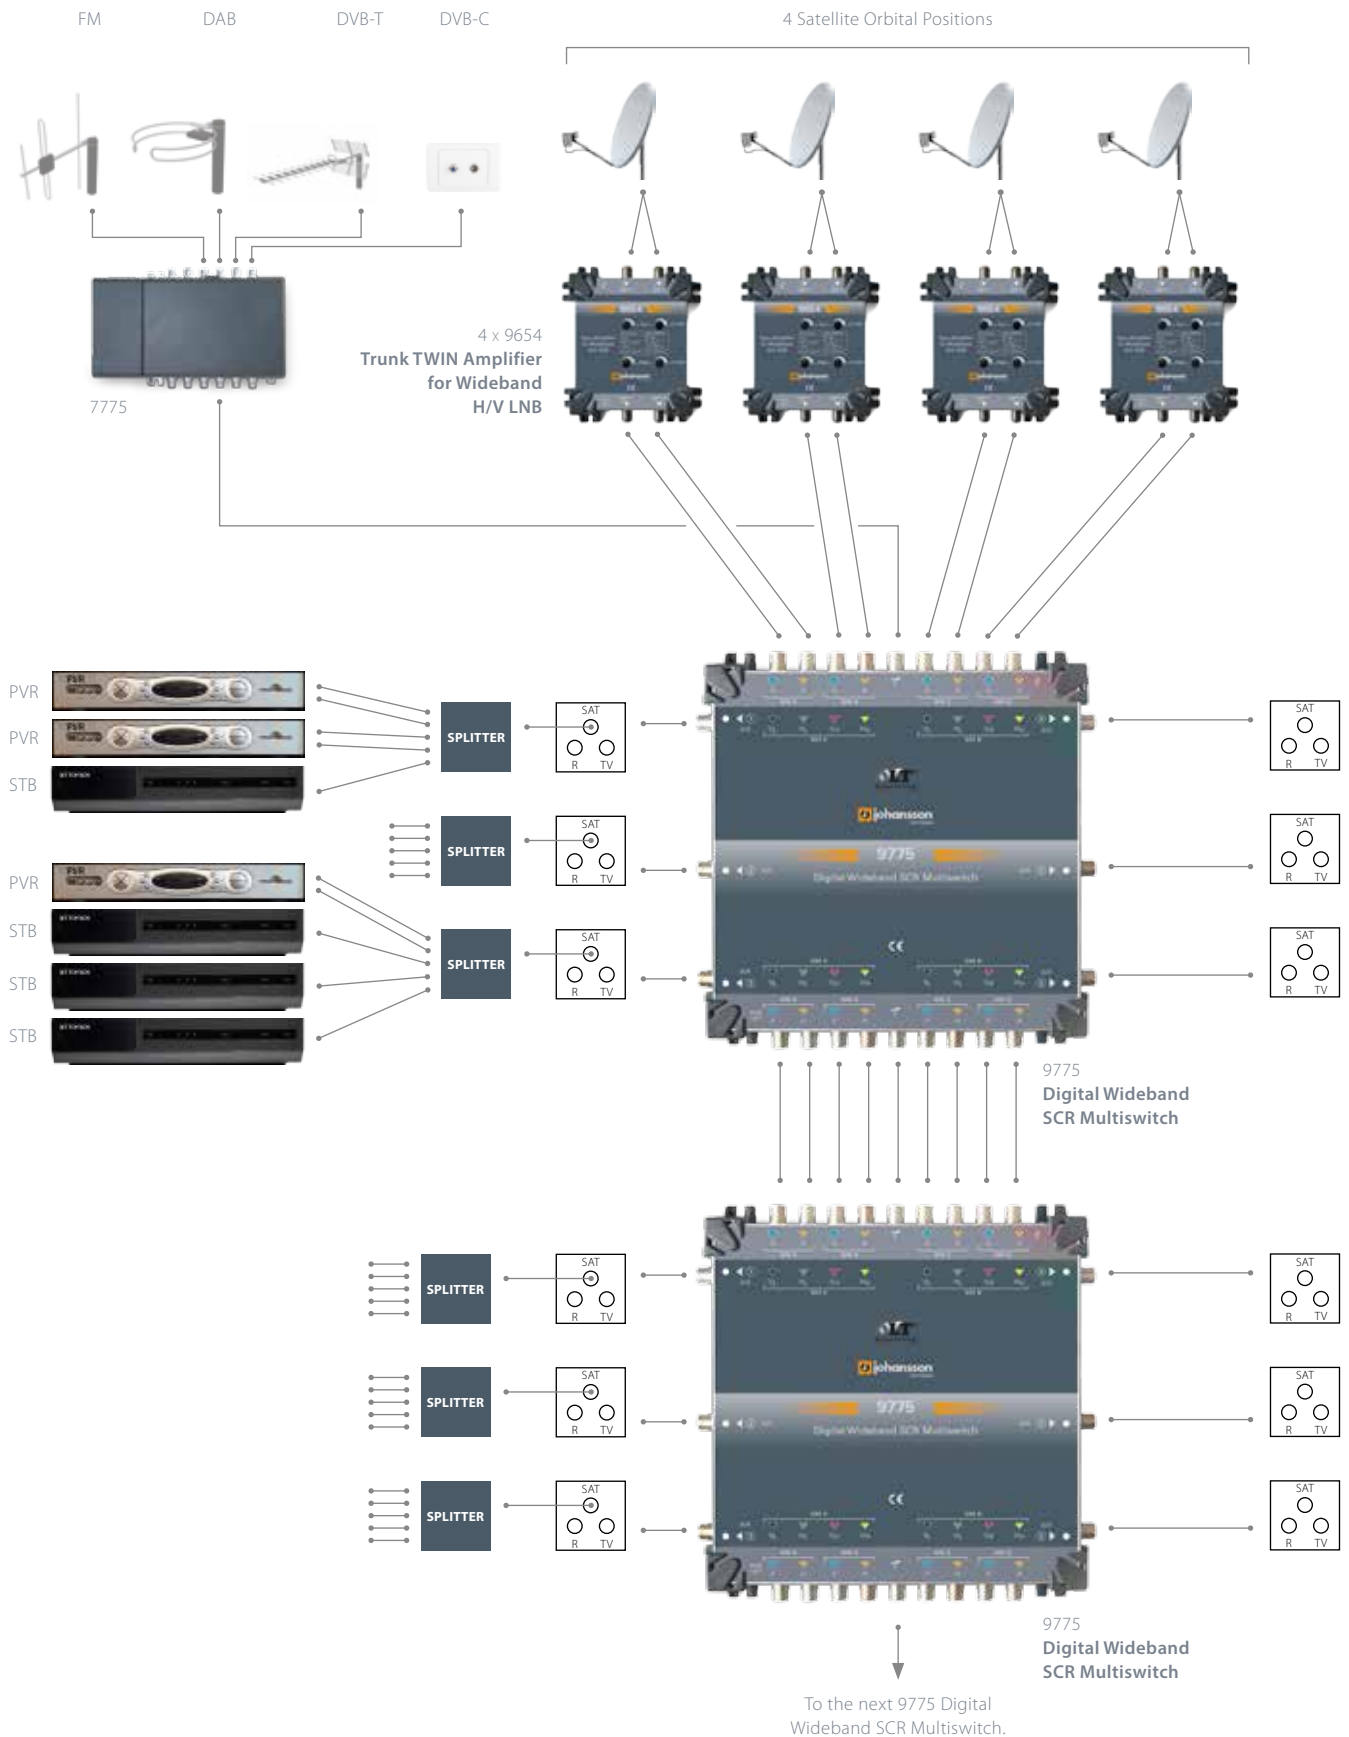 FM
DAB
DVB-T
DVB-C
4 Satellite Orbital Positions
4 x 9654
Trunk TWIN Amplifier
for Wideband
H/V LNB
7775
PVR
PVR
STB
PVR
STB
STB
STB
SPLITTER
SPLITTER
SPLITTER
SAT
R TV
SAT
R TV
SAT
R TV
johansson
9775
Digital Wideband SCR Multiswitch
CE
SAT
R TV
SAT
R TV
SAT
R TV
9775
Digital Wideband
SCR Multiswitch
SPLITTER
SPLITTER
SPLITTER
SAT
R TV
SAT
R TV
SAT
R TV
johansson
9775
Digital Wideband SCR Multiswitch
CE
SAT
R TV
SAT
R TV
SAT
R TV
9775
Digital Wideband
SCR Multiswitch
To the next 9775 Digital
Wideband SCR Multiswitch.